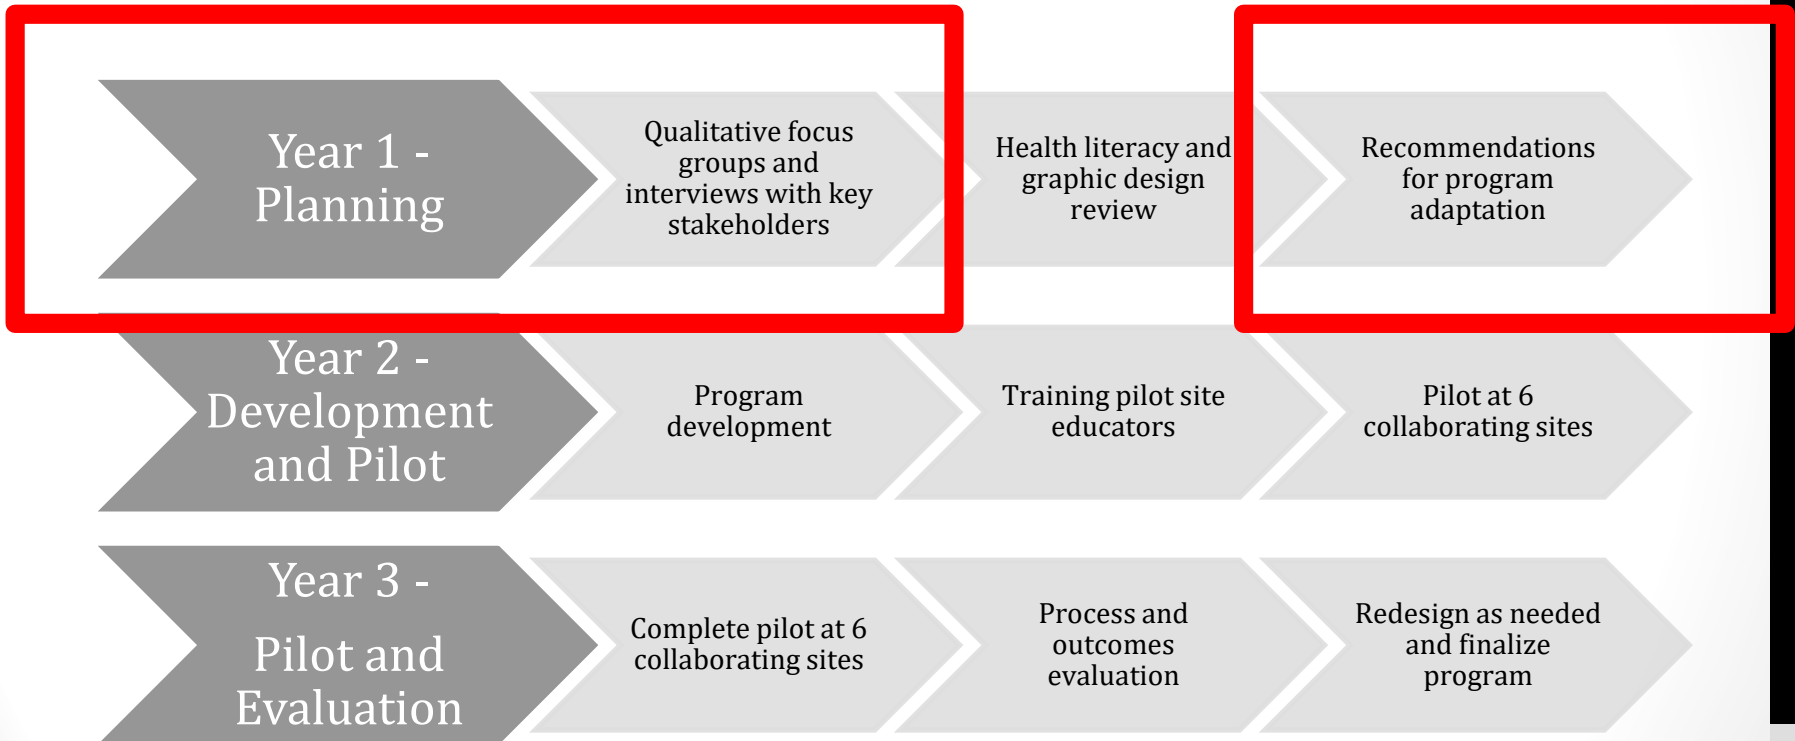 Year 1 -
Planning
Qualitative focus
groups and
interviews with key
stakeholders
Health literacy and
graphic design
review
Recommendations
for program
adaptation
Year 2 -
Development
and Pilot
Program
development
Training pilot site
educators
Pilot at 6
collaborating sites
Year 3 -
Pilot and
Evaluation
Complete pilot at 6
collaborating sites
Process and
outcomes
evaluation
Redesign as needed
and finalize
program